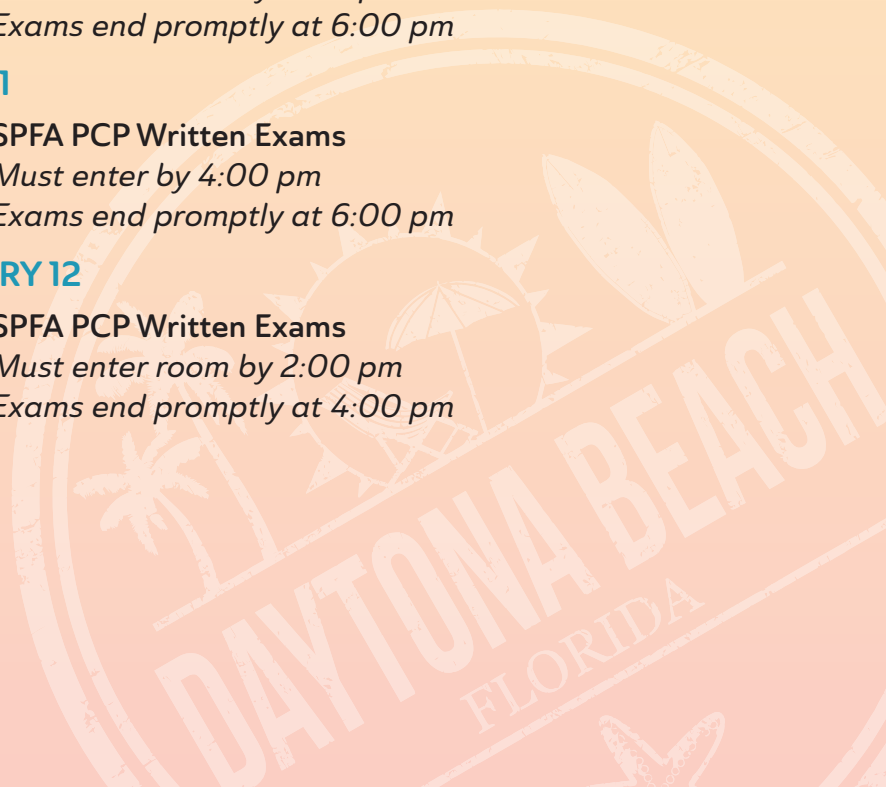 Exams end promptly at 6:00 pm
1
SPFA PCP Written Exams
Must enter by 4:00 pm
Exams end promptly at 6:00 pm
RY 12
SPFA PCP Written Exams
Must enter room by 2:00 pm
Exams end promptly at 4:00 pm
DAYTONA BEACH
FLORIDA